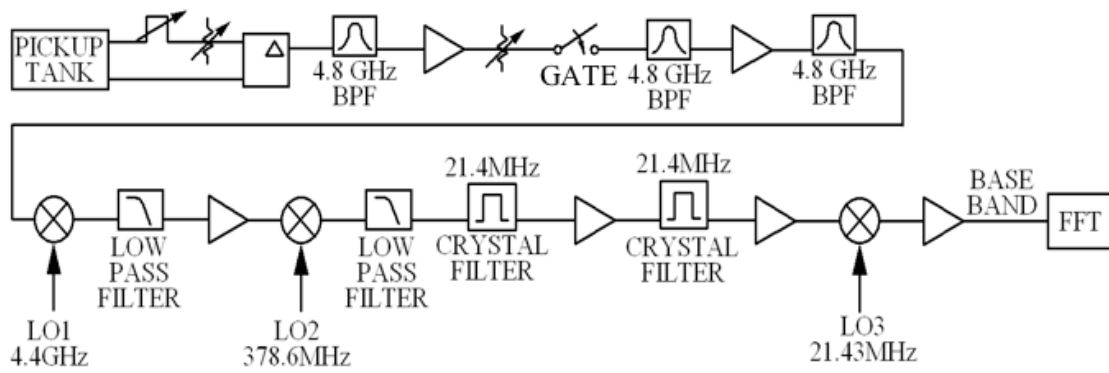 PICKUP
TANK
Δ
4.8 GHz
BPF
GATE
4.8 GHz
BPF
4.8 GHz
BPF
LOW
PASS
FILTER
LO1
4.4GHz
LO2
378.6MHz
LOW
PASS
FILTER
21.4MHz
CRYSTAL
FILTER
21.4MHz
CRYSTAL
FILTER
LO3
21.43MHz
BASE
BAND
FFT